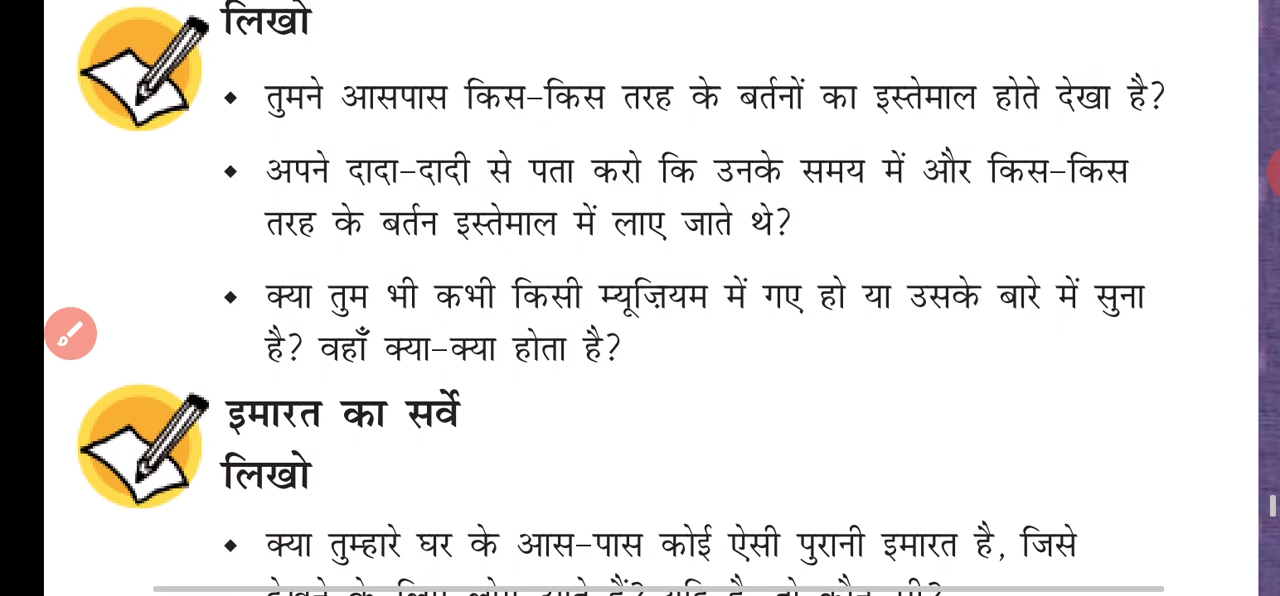 लिखो
◆ तुमने आसपास किस-किस तरह के बर्तनों का इस्तेमाल होते देखा है?
◆ अपने दादा-दादी से पता करो कि उनके समय में और किस-किस
तरह के बर्तन इस्तेमाल में लाए जाते थे?
◆ क्या तुम भी कभी किसी म्यूज़ियम में गए हो या उसके बारे में सुना
है? वहाँ क्या-क्या होता है?
इमारत का सर्वे
लिखो
◆ क्या तुम्हारे घर के आस-पास कोई ऐसी पुरानी इमारत है, जिसे